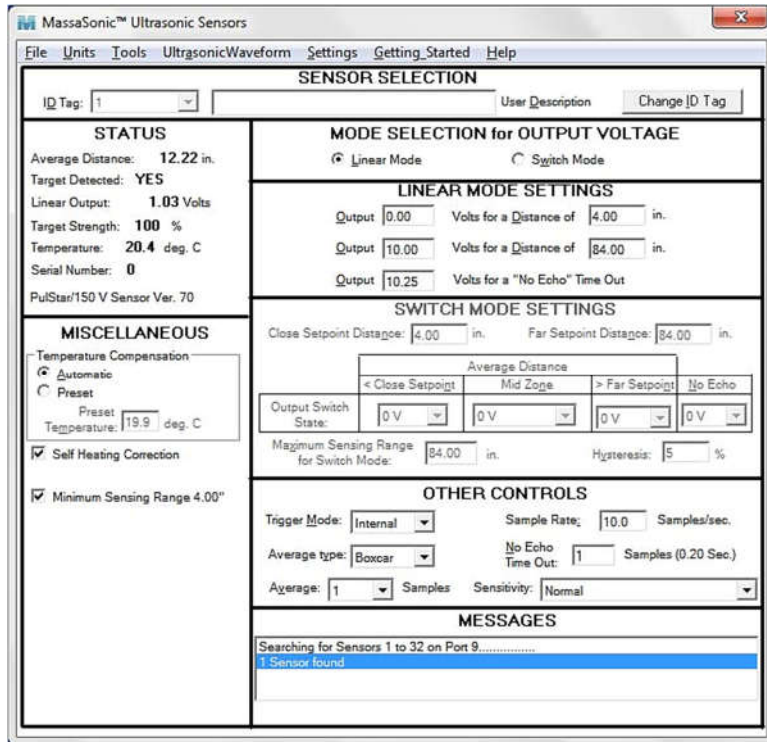 MassaSonic™ Ultrasonic Sensors
File Units Tools UltrasonicWaveform Settings Getting_Started Help
SENSOR SELECTION
ID Tag: 1 User Description Change ID Tag
STATUS
Average Distance: 12.22 in.
Target Detected: YES
Linear Output: 1.03 Volts
Target Strength: 100 %
Temperature: 20.4 deg. C
Serial Number: 0
PulStar/150 V Sensor Ver. 70
MISCELLANEOUS
Temperature Compensation
Automatic
Preset
Preset
Temperature: 19.9 deg. C
Self Heating Correction
Minimum Sensing Range 4.00"
MODE SELECTION for OUTPUT VOLTAGE
Linear Mode Switch Mode
LINEAR MODE SETTINGS
Output 0.00 Volts for a Distance of 4.00 in.
Output 10.00 Volts for a Distance of 84.00 in.
Output 10.25 Volts for a "No Echo" Time Out
SWITCH MODE SETTINGS
Close Setpoint Distance: 4.00 in. Far Setpoint Distance: 84.00 in.
Average Distance
< Close Setpoint Mid Zone > Far Setpoint No Echo
Output Switch
State: 0 V 0 V 0 V 0 V
Maximum Sensing Range
for Switch Mode: 84.00 in. Hysteresis: 5 %
OTHER CONTROLS
Trigger Mode: Internal Sample Rate: 10.0 Samples/sec.
Average type: Boxcar No Echo
Time Out: 1 Samples (0.20 Sec.)
Average: 1 Samples Sensitivity: Normal
MESSAGES
Searching for Sensors 1 to 32 on Port 9................
1 Sensor found